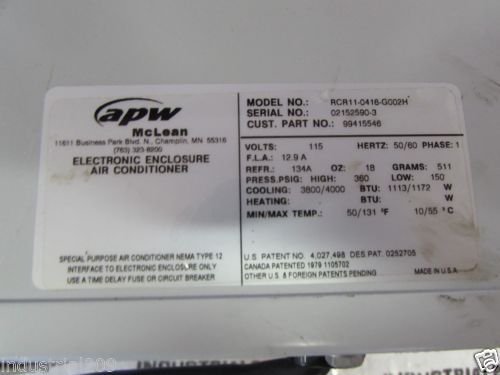 apw
McLean
11611 Business Park Blvd. N., Champlin, MN 55316
(763) 323-8200
ELECTRONIC ENCLOSURE
AIR CONDITIONER
SPECIAL PURPOSE AIR CONDITIONER NEMA TYPE 12
INTERFACE TO ELECTRONIC ENCLOSURE ONLY
USE A TIME DELAY FUSE OR CIRCUIT BREAKER
MODEL NO.: RCR11-0416-G002H
SERIAL NO.: 02152590-3
CUST. PART NO.: 99415546
VOLTS: 115 HERTZ: 50/60 PHASE: 1
F.L.A.: 12.9 A
REFR.: 134A OZ: 18 GRAMS: 511
PRESS.PSIG: HIGH: 360 LOW: 150
COOLING: 3800/4000 BTU: 1113/1172 W
HEATING: BTU: W
MIN/MAX TEMP.: 50/131 °F 10/55 °C
U.S. PATENT NO. 4,027,498 DES.PAT. 0252705
CANADA PATENTED 1979 1105702
OTHER U.S. & FOREIGN PATENTS PENDING MADE IN U.S.A.
industrial309